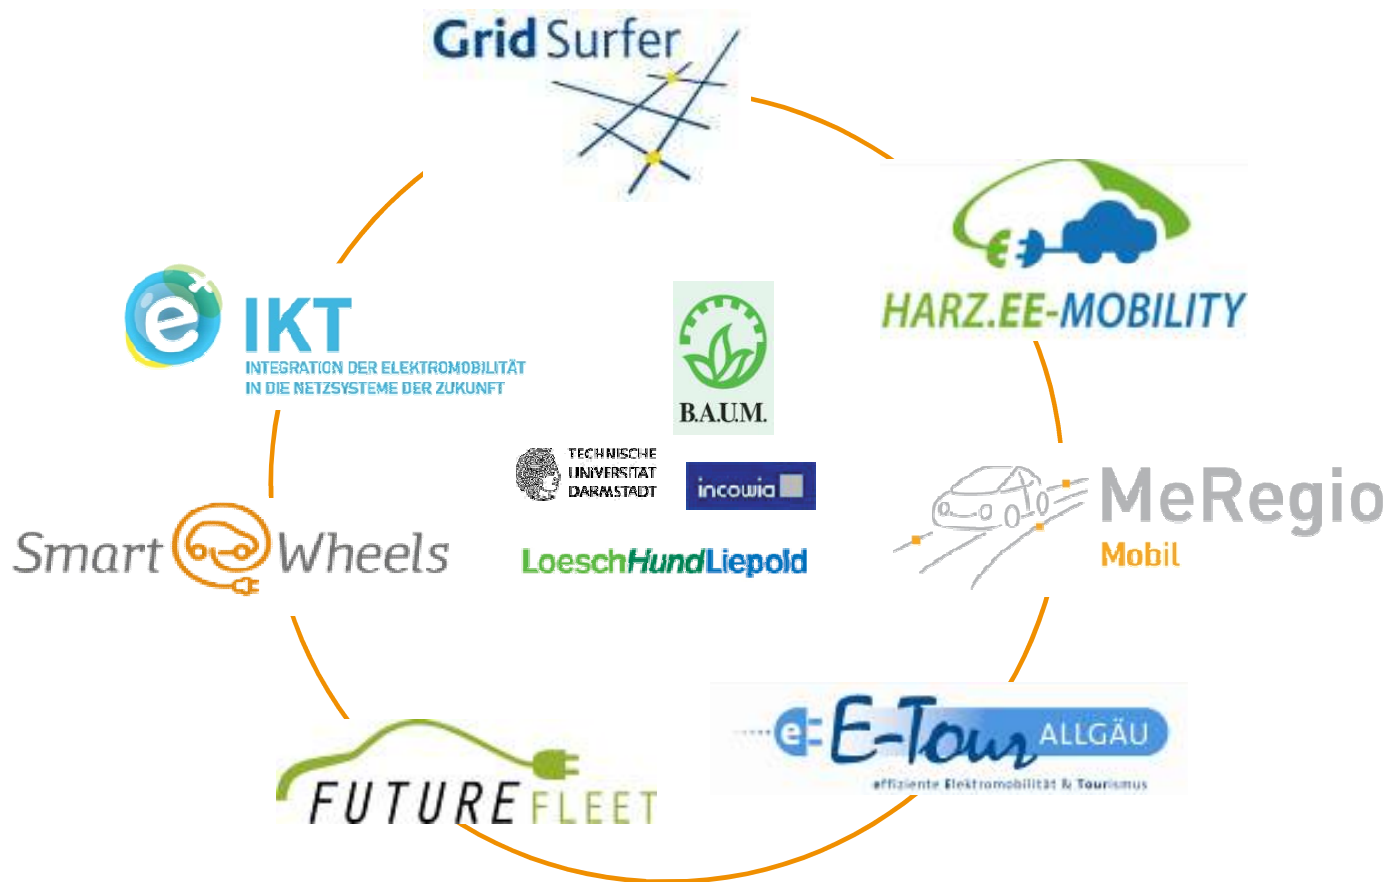 Grid Surfer
HARZ.EE-MOBILITY
e
IKT
INTEGRATION DER ELEKTROMOBILITÄT
IN DIE NETZSYSTEME DER ZUKUNFT
B.A.U.M.
TECHNISCHE
UNIVERSITÄT
DARMSTADT
incowia
MeRegio
Mobil
Smart Wheels
LoeschHundLiepold
e E-Tour ALLGÄU
effiziente Elektromobilität & Tourismus
FUTURE FLEET